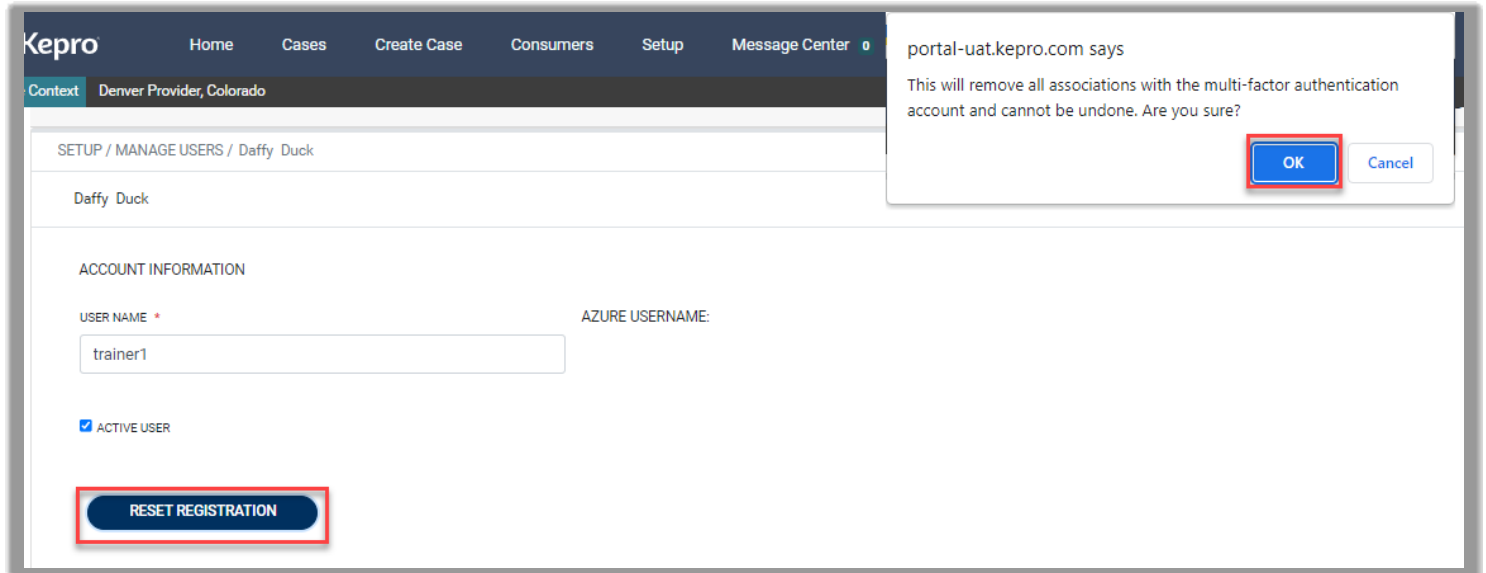 Kepro Home Cases Create Case Consumers Setup Message Center 0
Context Denver Provider, Colorado
portal-uat.kepro.com says
This will remove all associations with the multi-factor authentication
account and cannot be undone. Are you sure?
OK Cancel
SETUP / MANAGE USERS / Daffy Duck
Daffy Duck
ACCOUNT INFORMATION
USER NAME * AZURE USERNAME:
trainer1
ACTIVE USER
RESET REGISTRATION